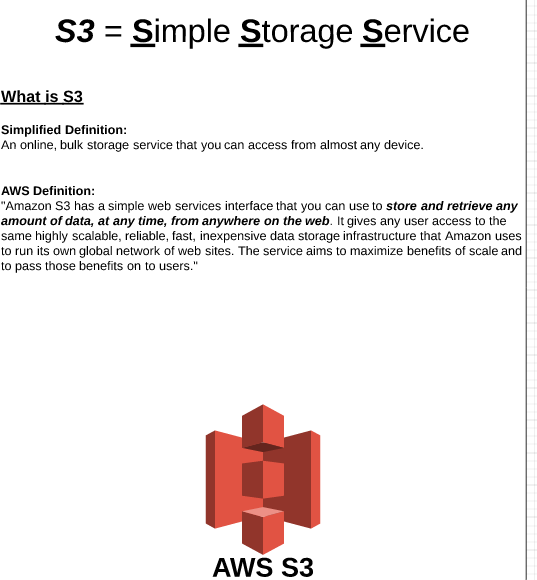 S3 = Simple Storage Service
What is S3
Simplified Definition:
An online, bulk storage service that you can access from almost any device.
AWS Definition:
"Amazon S3 has a simple web services interface that you can use to store and retrieve any
amount of data, at any time, from anywhere on the web. It gives any user access to the
same highly scalable, reliable, fast, inexpensive data storage infrastructure that Amazon uses
to run its own global network of web sites. The service aims to maximize benefits of scale and
to pass those benefits on to users."
AWS S3